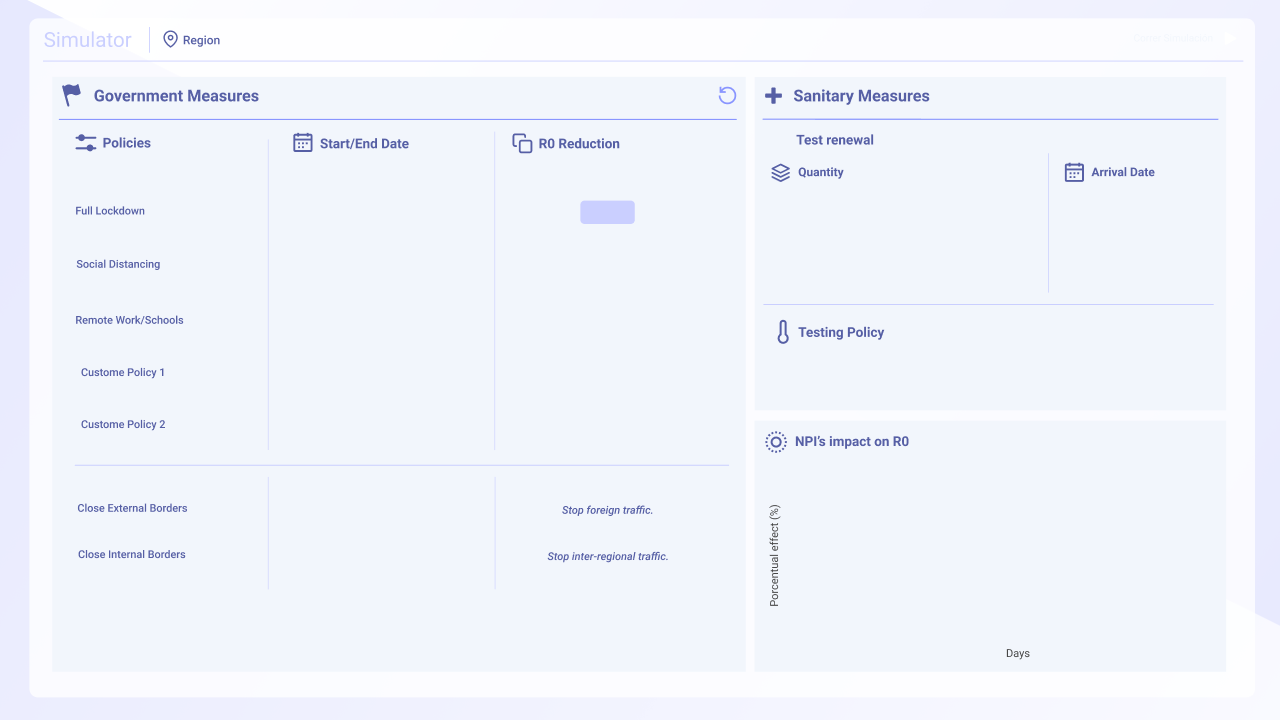 Simulator
Region
Government Measures
Policies
Start/End Date
R0 Reduction
Full Lockdown
Social Distancing
Remote Work/Schools
Custome Policy 1
Custome Policy 2
Close External Borders
Stop foreign traffic.
Close Internal Borders
Stop inter-regional traffic.
Sanitary Measures
Test renewal
Quantity
Arrival Date
Testing Policy
NPI’s impact on R0
Porcentual effect (%)
Days